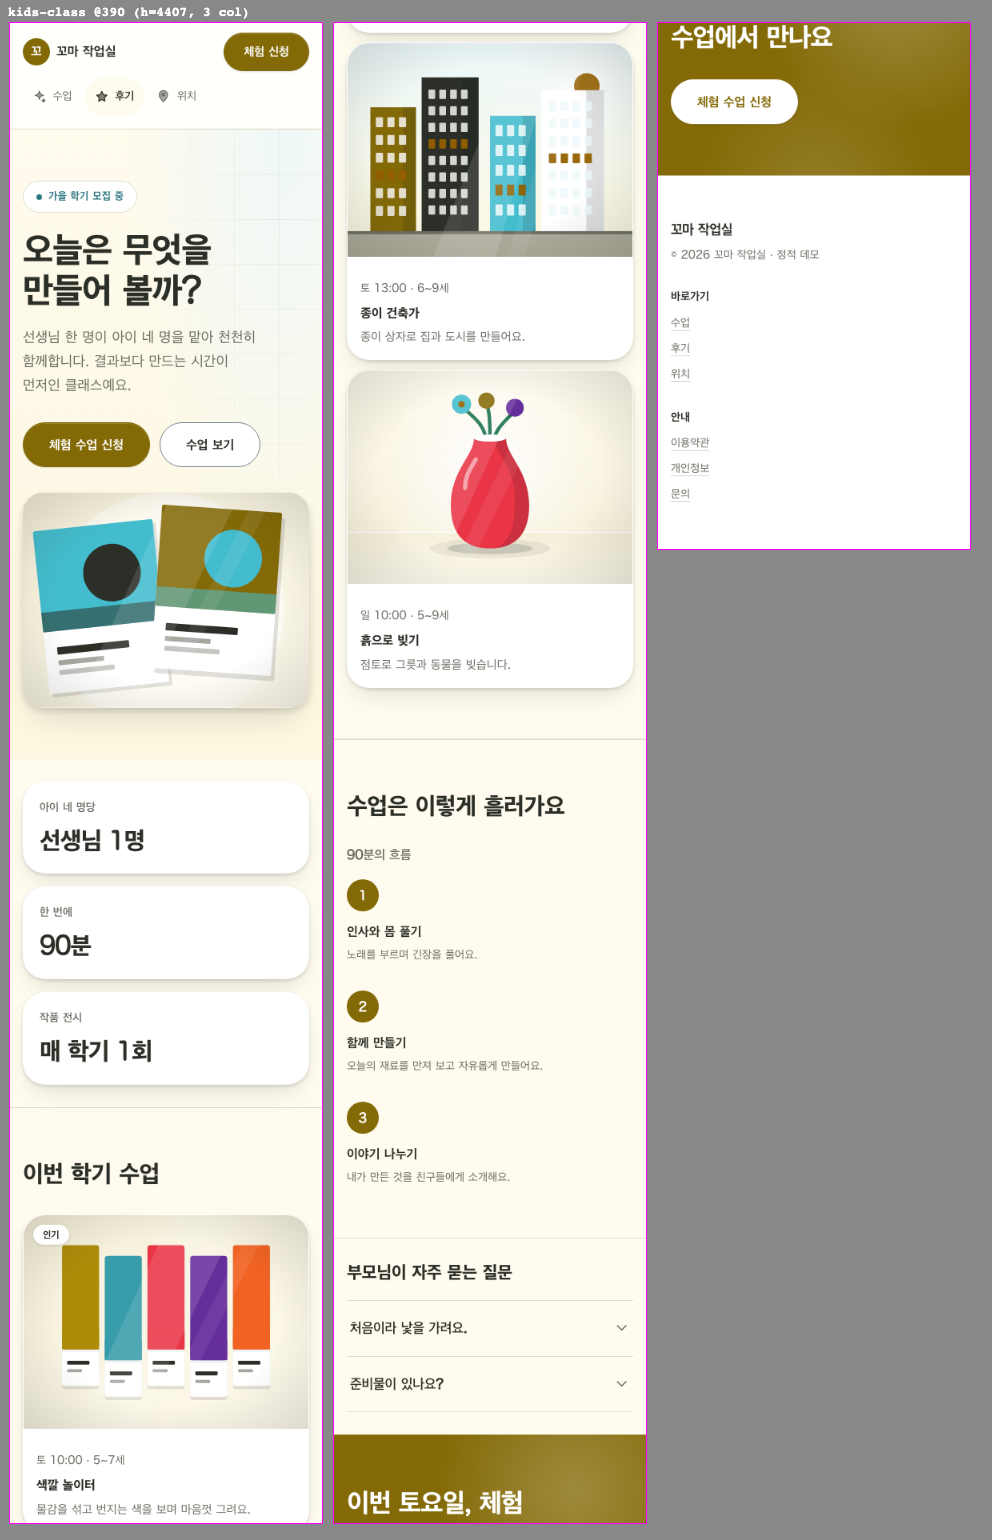 kids-class @390 (h=4407, 3 col)
꼬 꼬마 작업실
체험 신청
수업 후기 위치
가을 학기 모집 중
오늘은 무엇을
만들어 볼까?
선생님 한 명이 아이 네 명을 맡아 천천히
함께합니다. 결과보다 만드는 시간이
먼저인 클래스예요.
체험 수업 신청 수업 보기
아이 네 명당
선생님 1명
한 번에
90분
작품 전시
매 학기 1회
이번 학기 수업
인기
토 10:00 · 5~7세
색깔 놀이터
물감을 섞고 번지는 색을 보며 마음껏 그려요.
토 13:00 · 6~9세
종이 건축가
종이 상자로 집과 도시를 만들어요.
일 10:00 · 5~9세
흙으로 빚기
점토로 그릇과 동물을 빚습니다.
수업은 이렇게 흘러가요
90분의 흐름
1
인사와 몸 풀기
노래를 부르며 긴장을 풀어요.
2
함께 만들기
오늘의 재료를 만져 보고 자유롭게 만들어요.
3
이야기 나누기
내가 만든 것을 친구들에게 소개해요.
부모님이 자주 묻는 질문
처음이라 낯을 가려요.
준비물이 있나요?
이번 토요일, 체험
수업에서 만나요
체험 수업 신청
꼬마 작업실
© 2026 꼬마 작업실 · 정적 데모
바로가기
수업
후기
위치
안내
이용약관
개인정보
문의